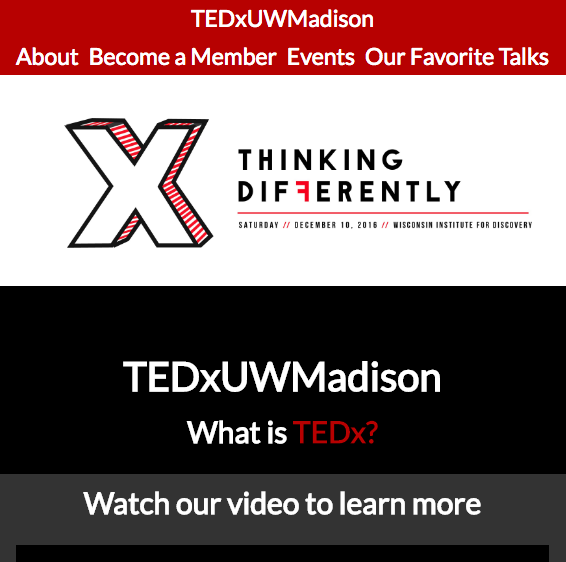 TEDxUWMadison
About Become a Member Events Our Favorite Talks
X THINKING
DIFFERENTLY
SATURDAY // DECEMBER 10, 2016 // WISCONSIN INSTITUTE FOR DISCOVERY
TEDxUWMadison
What is TEDx?
Watch our video to learn more